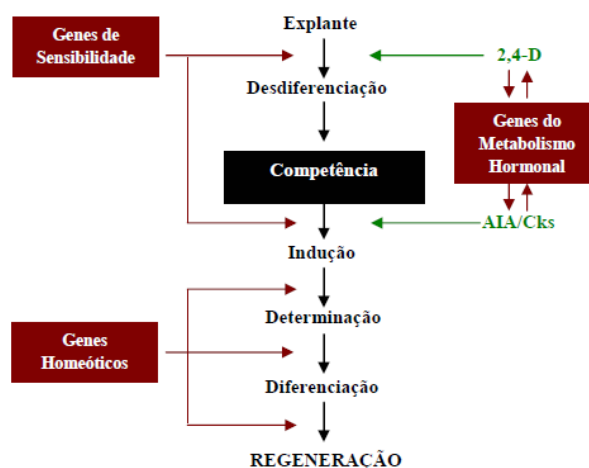 Explante
Genes de
Sensibilidade
2,4-D
Desdiferenciação
Genes do
Metabolismo
Hormonal
Competência
AIA/Cks
Indução
Determinação
Genes
Homeóticos
Diferenciação
REGENERAÇÃO